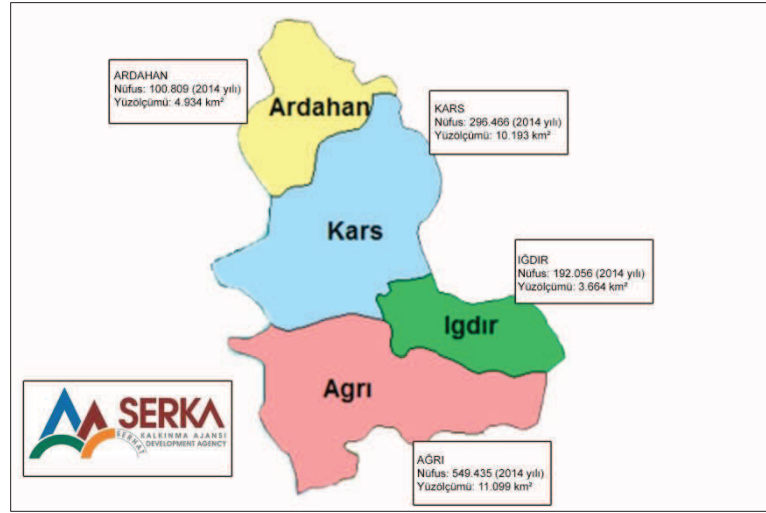 ARDAHAN
Nüfus: 100.809 (2014 yılı)
Yüzölçümü: 4.934 km²
Ardahan
KARS
Nüfus: 296.466 (2014 yılı)
Yüzölçümü: 10.193 km²
Kars
IĞDIR
Nüfus: 192.056 (2014 yılı)
Yüzölçümü: 3.664 km²
Igdır
Agrı
SERKA
SERHAT
KALKINMA AJANSI
DEVELOPMENT AGENCY
AĞRI
Nüfus: 549.435 (2014 yılı)
Yüzölçümü: 11.099 km²